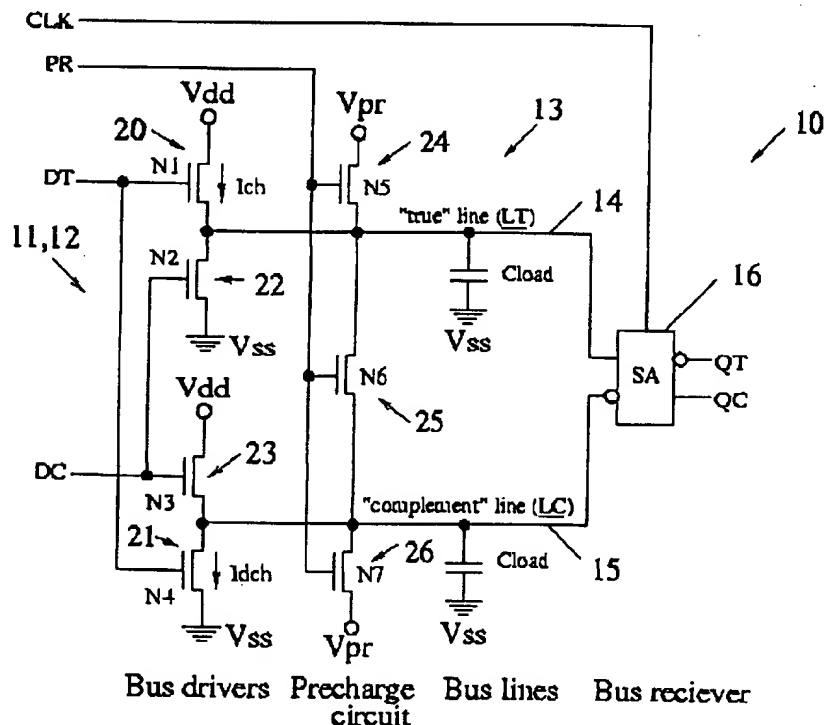 CLK
PR
Vdd
Vpr
20
24
13
10
N1
DT
Ich
N5
"true" line (LT)
14
11,12
N2
22
Cload
16
Vss
Vss
Vdd
N6
SA
QT
QC
25
23
DC
N3
"complement" line (LC)
21
26
15
N4
Idch
N7
Cload
Vss
Vpr
Vss
Bus drivers Precharge circuit Bus lines Bus reciever